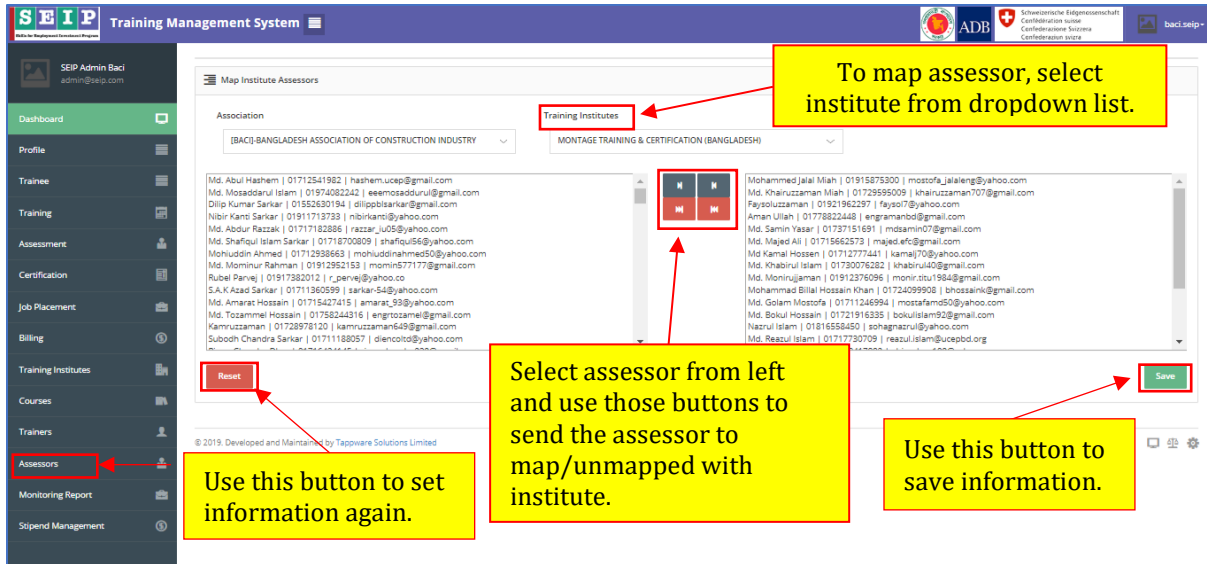 SEIP
Skills for Employment Investment Program
Training Management System
ADB
Schweizerische Eidgenossenschaft
Confédération suisse
Confederazione Svizzera
Confederaziun svizra
baci.seip
SEIP Admin Baci
admin@seip.com
Dashboard
Profile
Trainee
Training
Assessment
Certification
Job Placement
Billing
Training Institutes
Courses
Trainers
Assessors
Monitoring Report
Stipend Management
Map Institute Assessors
To map assessor, select
institute from dropdown list.
Association
Training Institutes
[BACI]-BANGLADESH ASSOCIATION OF CONSTRUCTION INDUSTRY
MONTAGE TRAINING & CERTIFICATION (BANGLADESH)
Md. Abul Hashem | 01712541982 | hashem.ucep@gmail.com
Md. Mosaddarul Islam | 01974082242 | eeemosaddurul@gmail.com
Dilip Kumar Sarkar | 01552630194 | dilippblsarkar@gmail.com
Nibir Kanti Sarkar | 01911713733 | nibirkanti@yahoo.com
Md. Abdur Razzak | 01717182886 | razzar_ju05@yahoo.com
Md. Shafiqul Islam Sarkar | 01718700809 | shafiqul56@yahoo.com
Mohiuddin Ahmed | 01712938663 | mohiuddinahmed50@yahoo.com
Md. Mominur Rahman | 01912952153 | momin577177@gmail.com
Rubel Parvej | 01917382012 | r_pervej@yahoo.co
S.A.K Azad Sarkar | 01711360599 | sarkar-54@yahoo.com
Md. Amarat Hossain | 01715427415 | amarat_93@yahoo.com
Md. Tozammel Hossain | 01758244316 | engrtozamel@gmail.com
Kamruzzaman | 01728978120 | kamruzzaman649@gmail.com
Subodh Chandra Sarkar | 01711188057 | diencoltd@yahoo.com
Mohammed Jalal Miah | 01915875300 | mostofa_jalaleng@yahoo.com
Md. Khairuzzaman Miah | 01729595009 | khairuzzaman707@gmail.com
Faysoluzzaman | 01921962297 | faysol7@yahoo.com
Aman Ullah | 01778822448 | engramanbd@gmail.com
Md. Samin Yasar | 01737151691 | mdsamin07@gmail.com
Md. Majed Ali | 01715662573 | majed.efc@gmail.com
Md Kamal Hossen | 01712777441 | kamalj70@yahoo.com
Md. Khabirul Islam | 01730076282 | khabirul40@gmail.com
Md. Monirujjaman | 01912376096 | monir.titu1984@gmail.com
Mohammad Billal Hossain Khan | 01724099908 | bhossaink@gmail.com
Md. Golam Mostofa | 01711246994 | mostafamd50@yahoo.com
Md. Bokul Hossain | 01721916335 | bokulislam92@gmail.com
Nazrul Islam | 01816558450 | sohagnazrul@yahoo.com
Md. Reazul Islam | 01717730709 | reazul.islam@ucepbd.org
Reset
Save
Select assessor from left
and use those buttons to
send the assessor to
map/unmapped with
institute.
Use this button to set
information again.
Use this button to
save information.
© 2019. Developed and Maintained by Tappware Solutions Limited